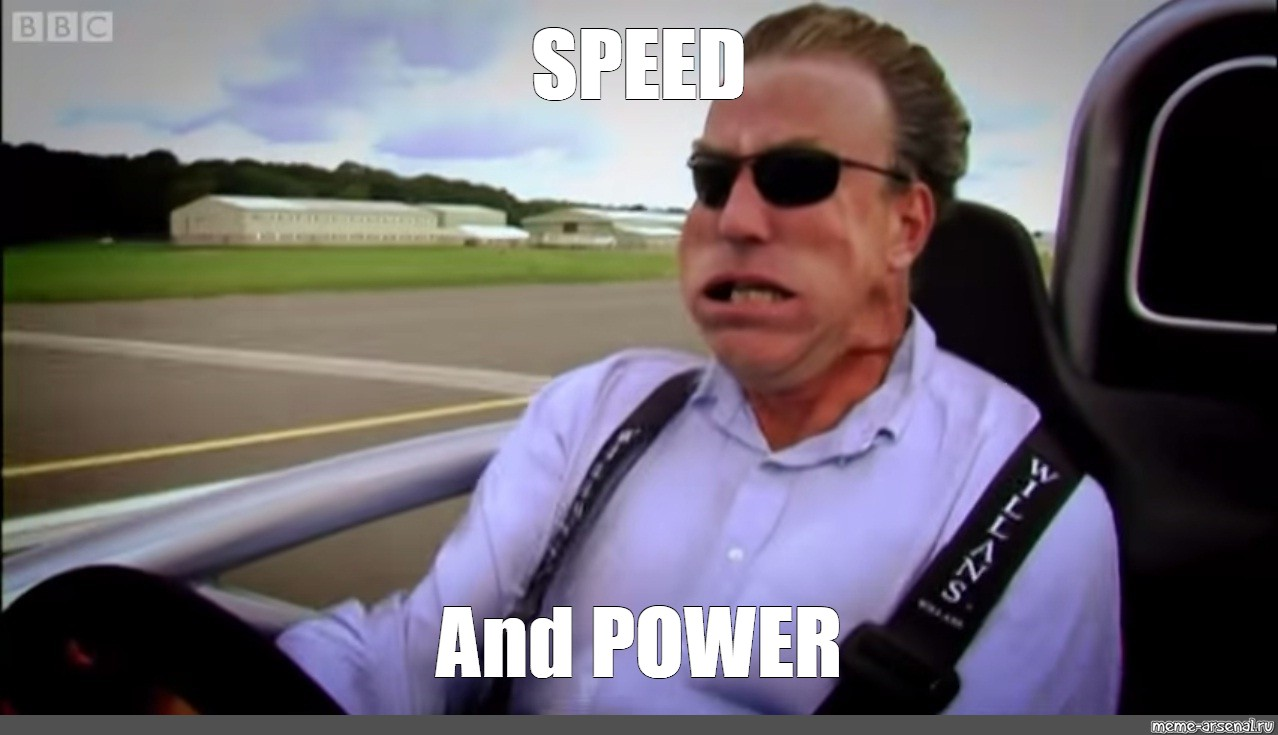 BBC
SPEED
WILLANS
And POWER
meme-arsenal.ru